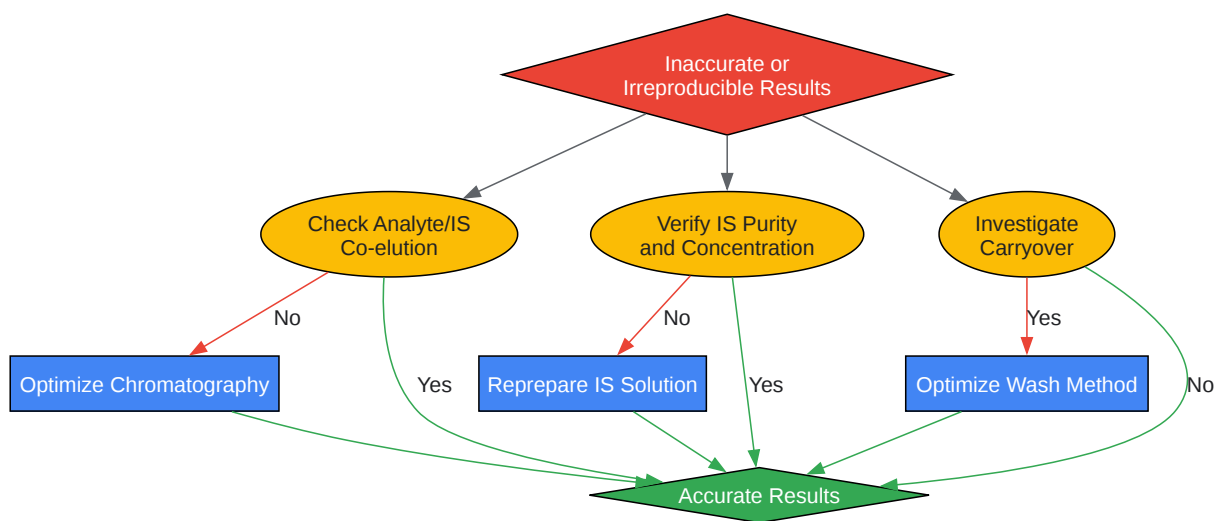 Inaccurate or
Irreproducible Results
Check Analyte/IS
Co-elution
Verify IS Purity
and Concentration
Investigate
Carryover
No
No
Yes
Optimize Chromatography
Yes
Reprepare IS Solution
Yes
Optimize Wash Method
No
Accurate Results